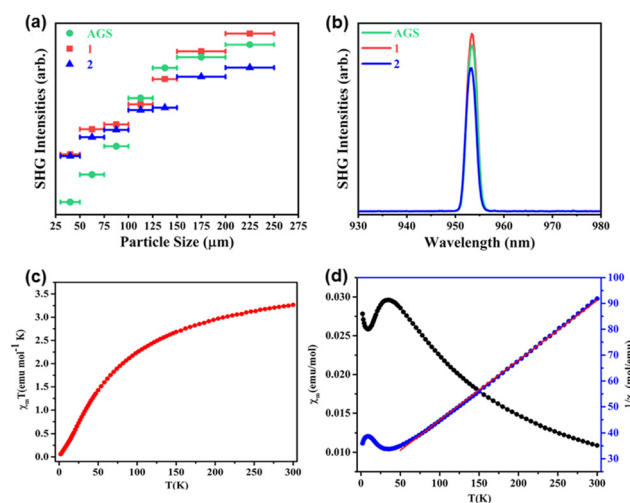 (a)
AGS
1
2
SHG Intensities (arb.)
25 50 75 100 125 150 175 200 225 250 275
Particle Size (μm)
(b)
AGS
1
2
SHG Intensities (arb.)
930 940 950 960 970 980
Wavelength (nm)
(c)
3.5
3.0
2.5
2.0
1.5
1.0
0.5
0.0
χmT(emu mol⁻¹ K)
0 50 100 150 200 250 300
T(K)
(d)
0.030
0.025
0.020
0.015
0.010
χm (emu/mol)
100
90
80
70
60
50
40
30
(mol/emu)
0 50 100 150 200 250 300
T(K)